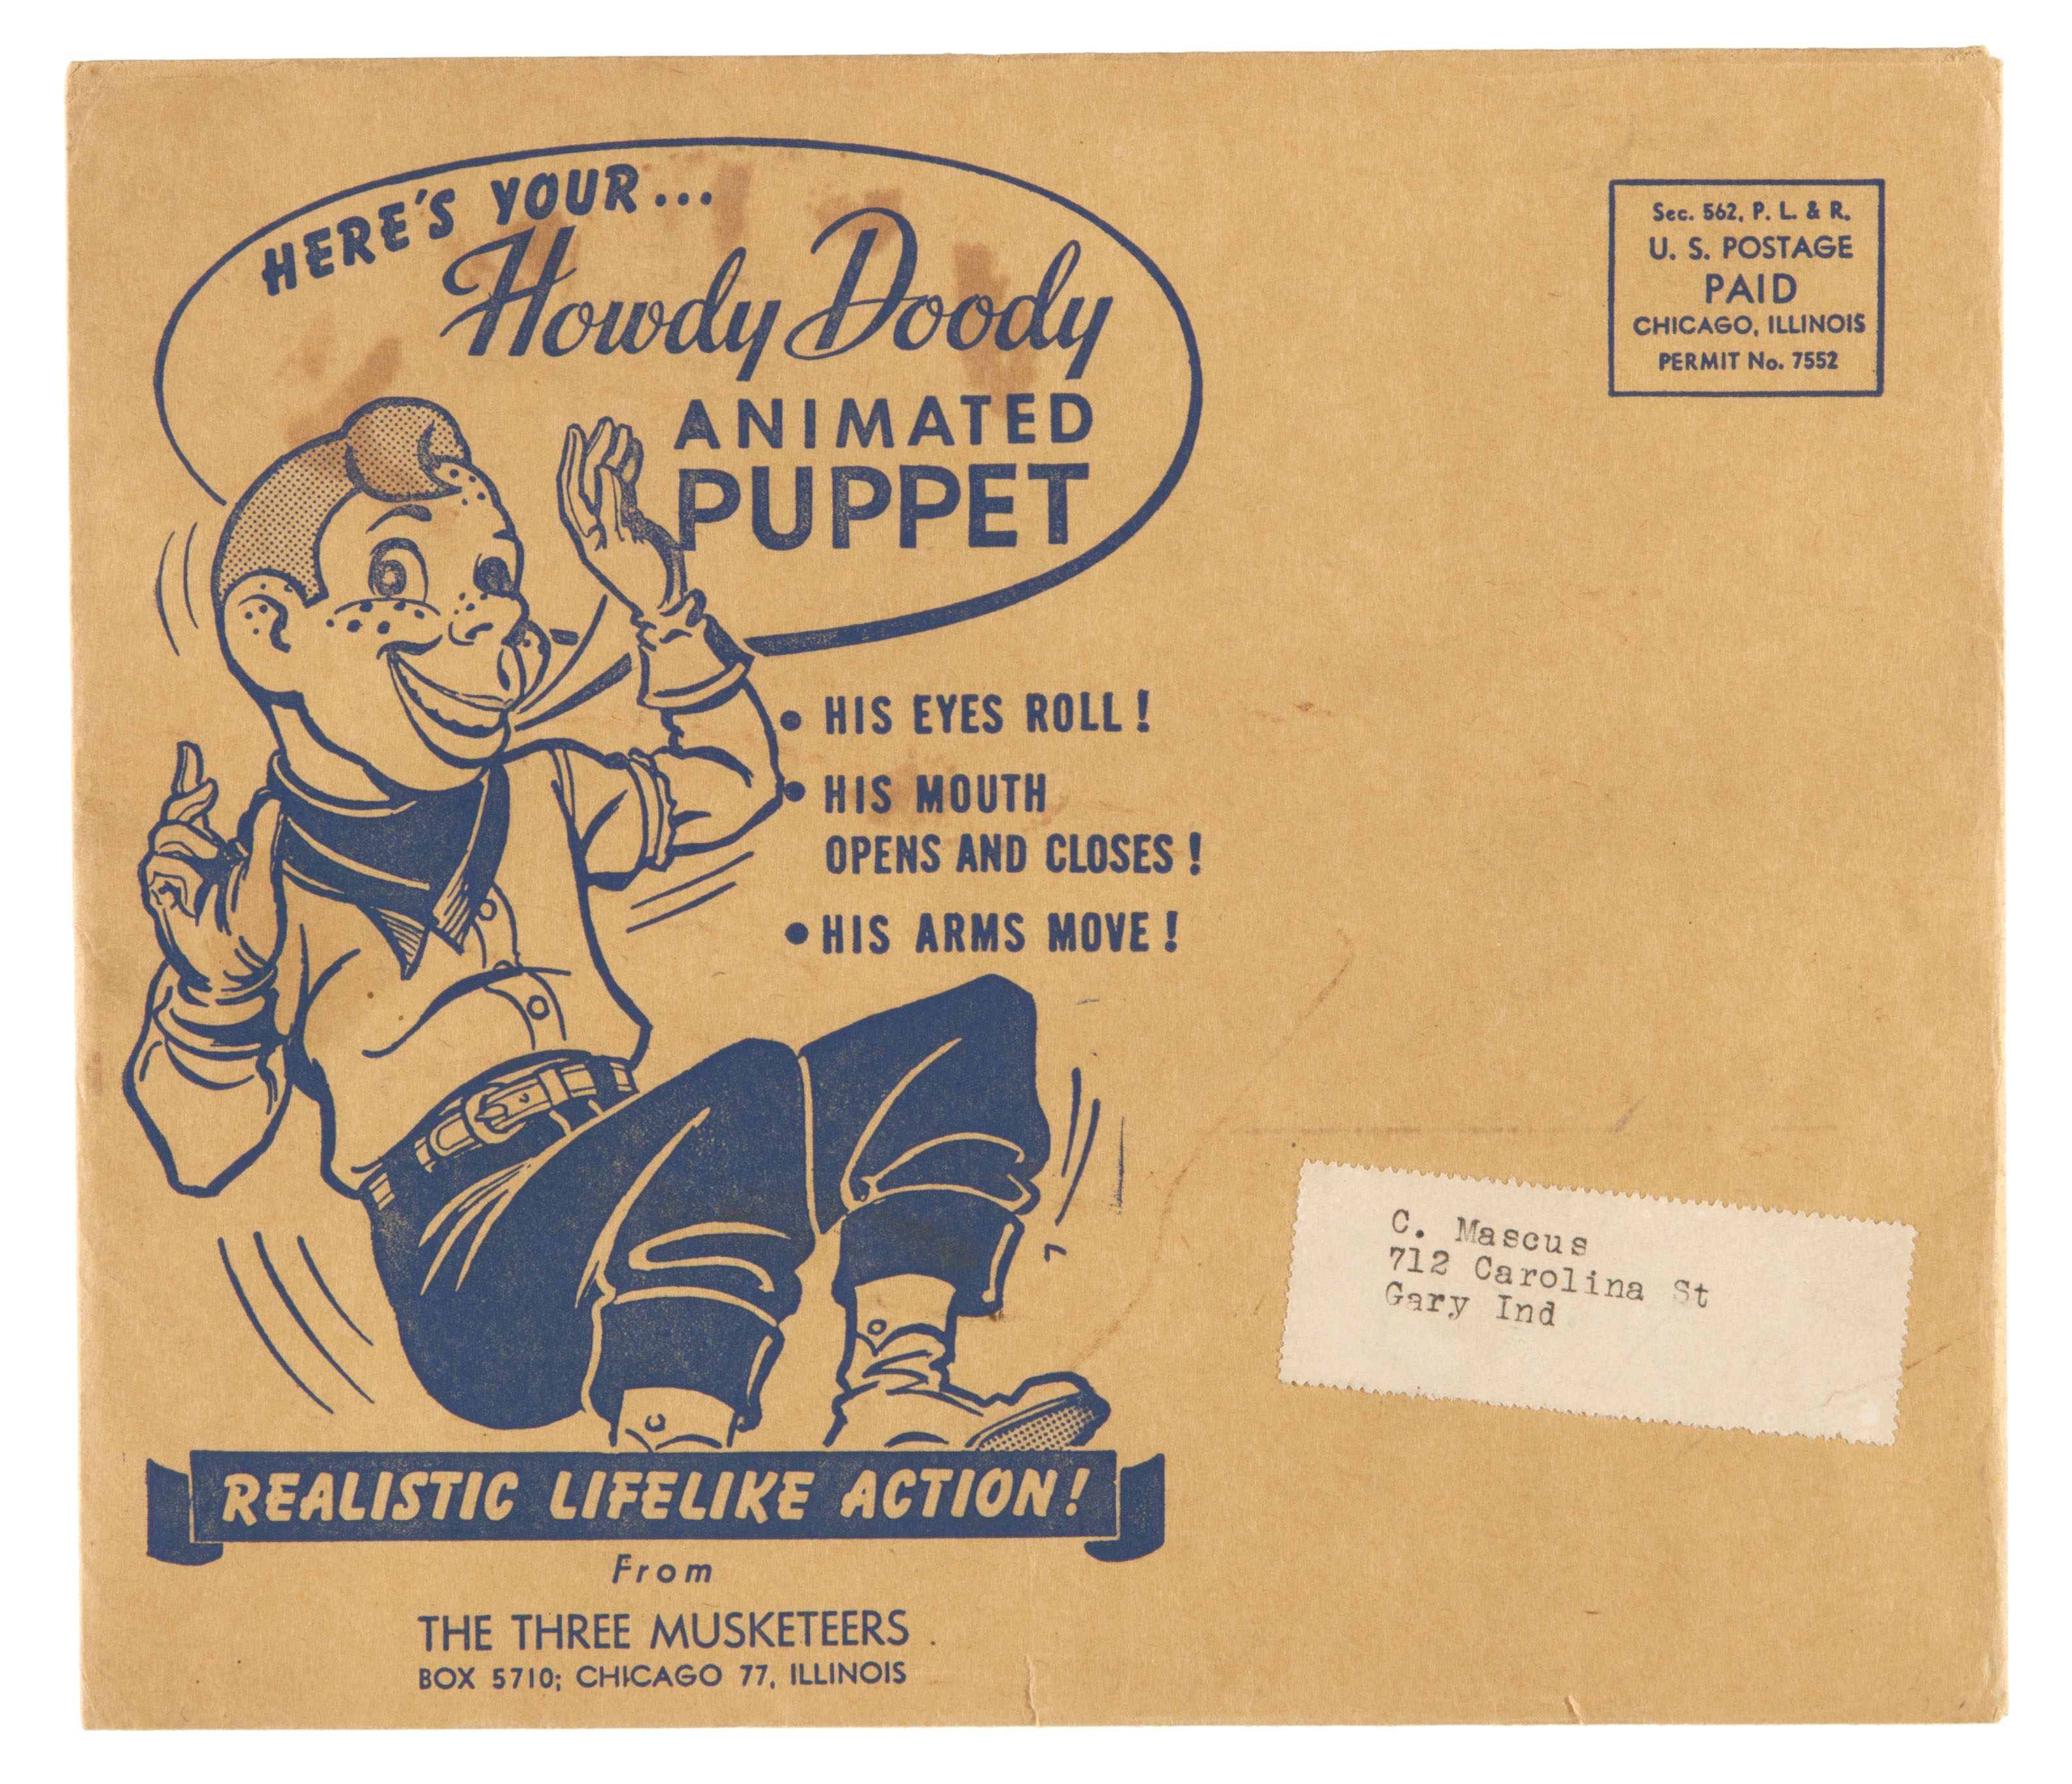 HERE'S YOUR...
Howdy Doody
ANIMATED
PUPPET
Sec. 562, P. L. & R.
U. S. POSTAGE
PAID
CHICAGO, ILLINOIS
PERMIT No. 7552
• HIS EYES ROLL!
• HIS MOUTH
OPENS AND CLOSES!
• HIS ARMS MOVE!
C. Mascus
712 Carolina St
Gary Ind
REALISTIC LIFELIKE ACTION!
From
THE THREE MUSKETEERS
BOX 5710; CHICAGO 77, ILLINOIS